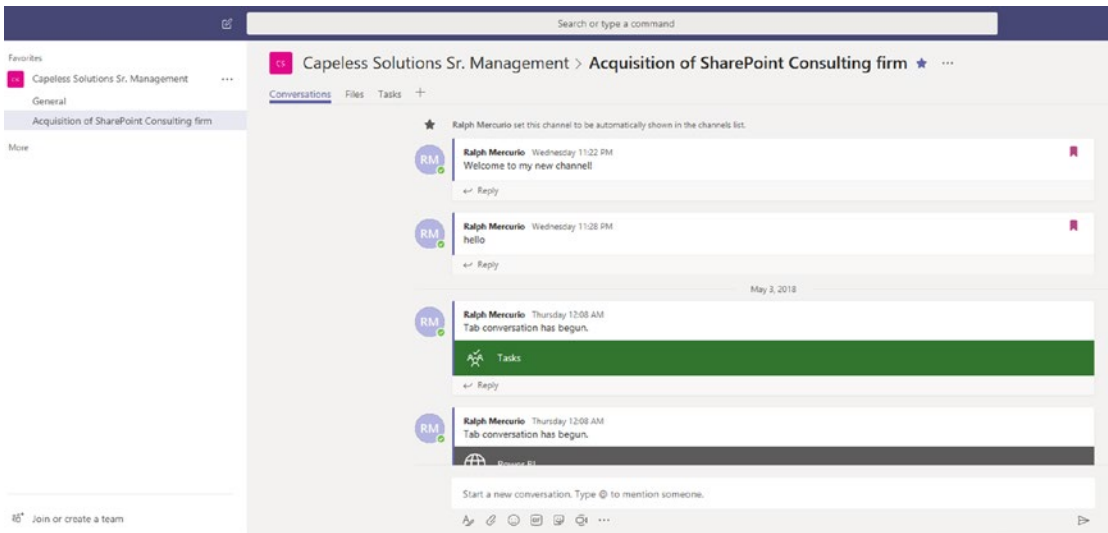 Search or type a command
Favorites
CS Capeless Solutions Sr. Management ...
General
Acquisition of SharePoint Consulting firm
More
Join or create a team
CS Capeless Solutions Sr. Management > Acquisition of SharePoint Consulting firm ★ ...
Conversations Files Tasks +
Ralph Mercurio set this channel to be automatically shown in the channels list.
RM Ralph Mercurio Wednesday 11:22 PM
Welcome to my new channel!
Reply
RM Ralph Mercurio Wednesday 11:28 PM
hello
Reply
May 3, 2018
RM Ralph Mercurio Thursday 12:08 AM
Tab conversation has begun.
Tasks
Reply
RM Ralph Mercurio Thursday 12:08 AM
Tab conversation has begun.
Power BI
Start a new conversation. Type @ to mention someone.
GIF